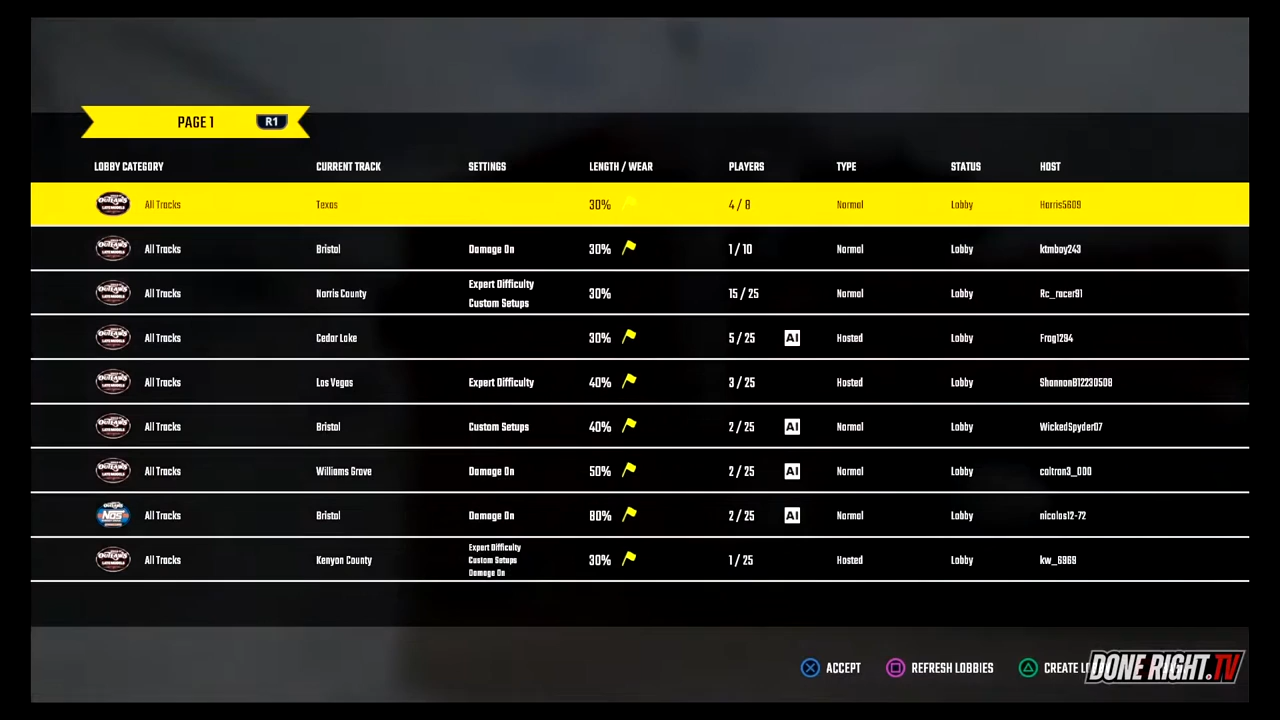 PAGE 1 R1
LOBBY CATEGORY CURRENT TRACK SETTINGS LENGTH / WEAR PLAYERS TYPE STATUS HOST
All Tracks Texas 30% 4 / 8 Normal Lobby Harris5609
All Tracks Bristol Damage On 30% 1 / 10 Normal Lobby ktmboy243
All Tracks Norris County Expert Difficulty 30% 15 / 25 Normal Lobby Rc_racer91
Custom Setups
All Tracks Cedar Lake 30% 5 / 25 AI Hosted Lobby Frog1294
All Tracks Las Vegas Expert Difficulty 40% 3 / 25 Hosted Lobby ShannonB12230508
All Tracks Bristol Custom Setups 40% 2 / 25 AI Normal Lobby WickedSpyder07
All Tracks Williams Grove Damage On 50% 2 / 25 AI Normal Lobby coltron3_000
All Tracks Bristol Damage On 80% 2 / 25 AI Normal Lobby nicolas12-72
All Tracks Kenyon County Expert Difficulty 30% 1 / 25 Hosted Lobby kw_6969
Custom Setups
Damage On
ACCEPT REFRESH LOBBIES CREATE
DONE RIGHT.TV